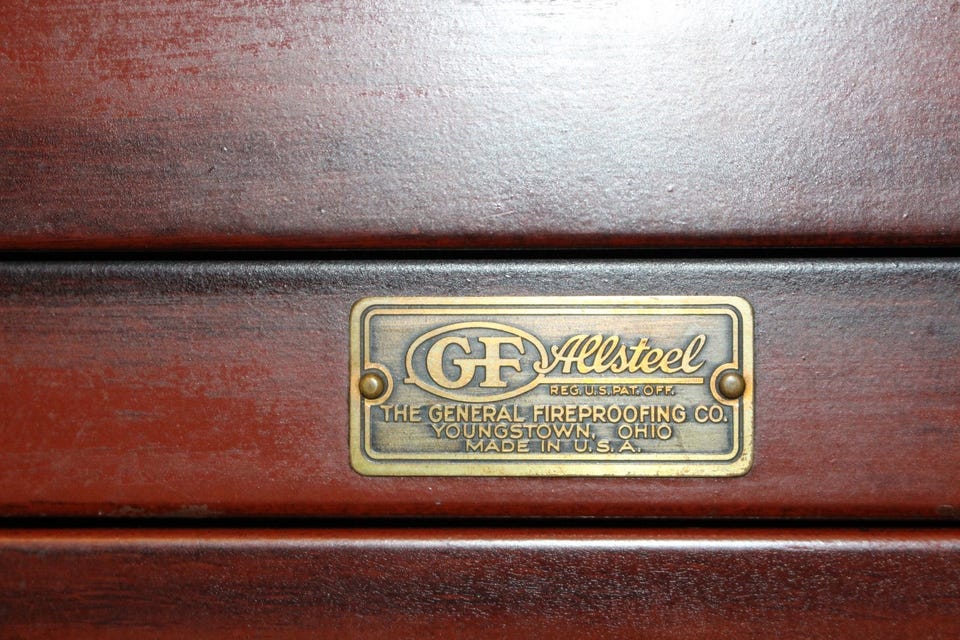 GF Allsteel
REG. U.S. PAT. OFF.
THE GENERAL FIREPROOFING CO.
YOUNGSTOWN, OHIO
MADE IN U.S.A.